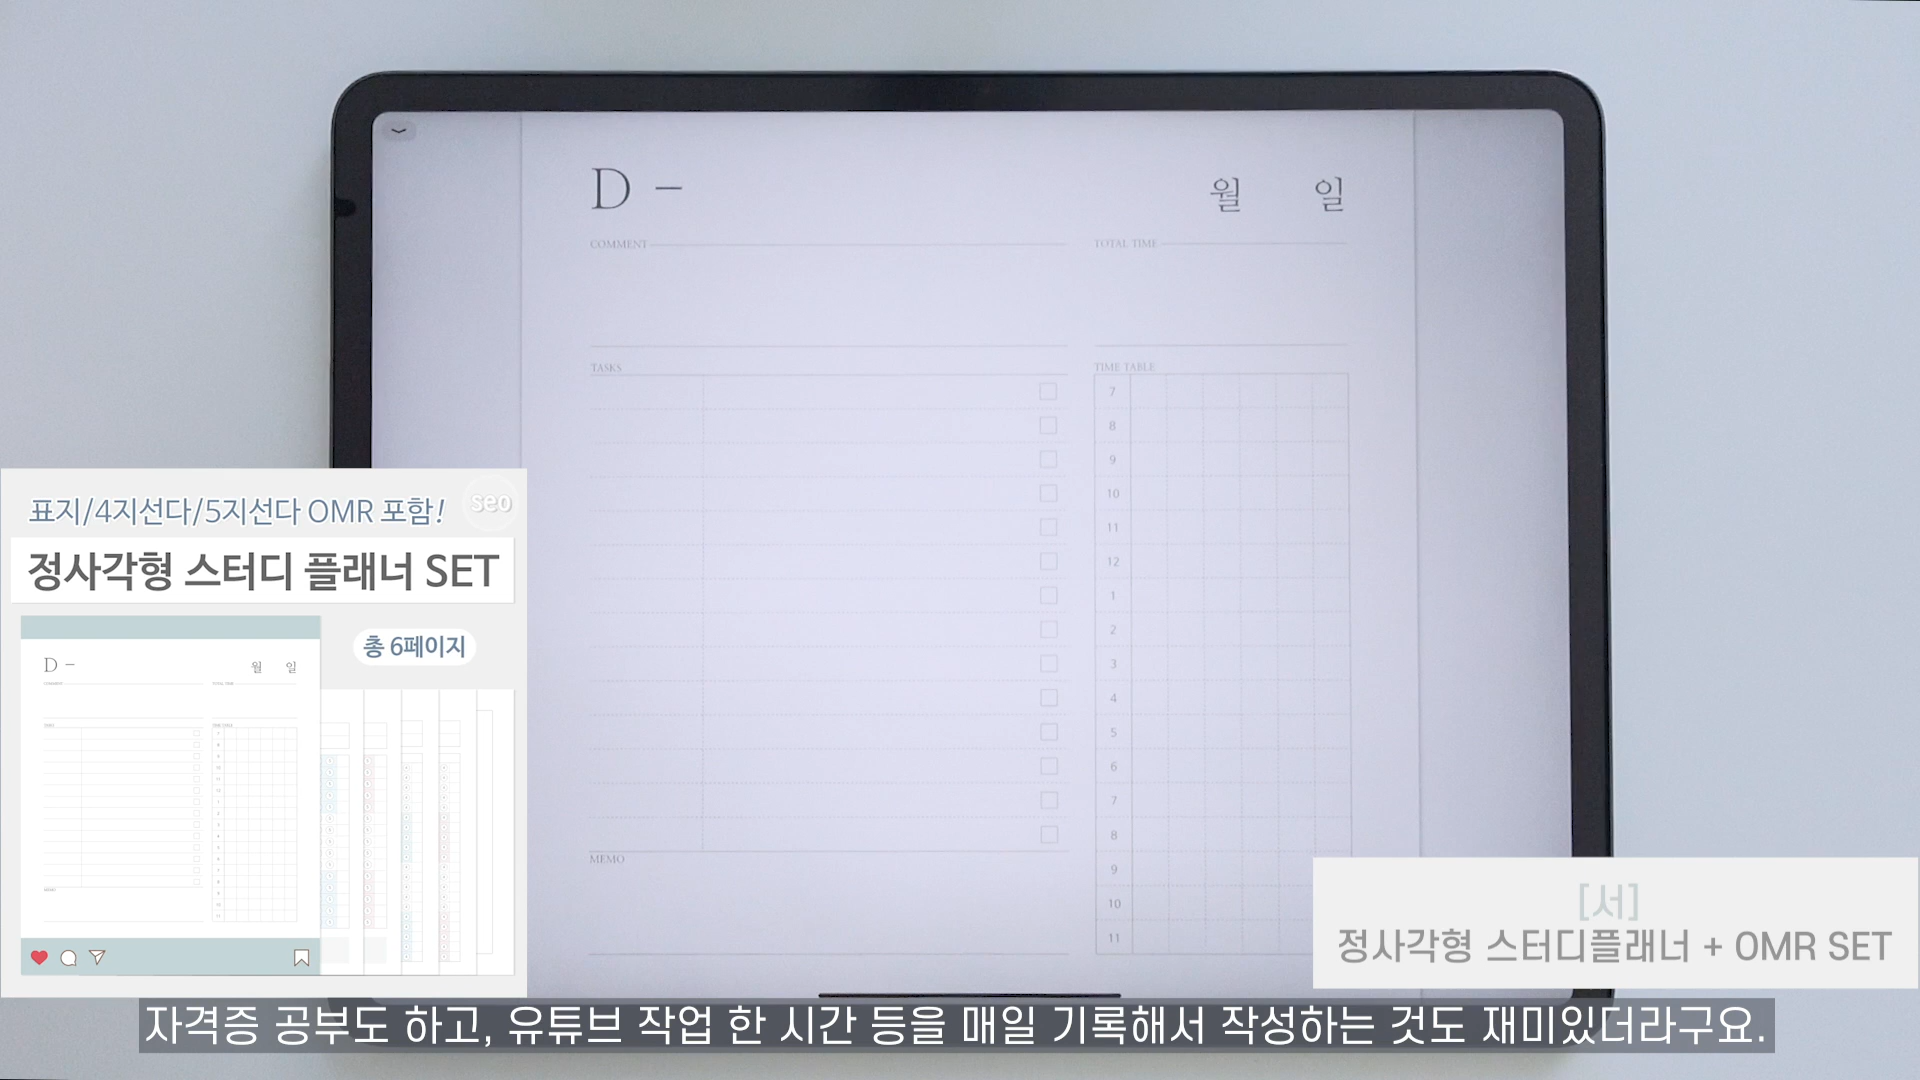 D - 월 일
COMMENT TOTAL TIME
TASKS TIME TABLE
7
8
9
10
11
12
1
2
3
4
5
6
7
8
9
10
11
MEMO
표지/4지선다/5지선다 OMR 포함!
seo
정사각형 스터디 플래너 SET
총 6페이지
D - 월 일
[서]
정사각형 스터디플래너 + OMR SET
자격증 공부도 하고, 유튜브 작업 한 시간 등을 매일 기록해서 작성하는 것도 재미있더라구요.